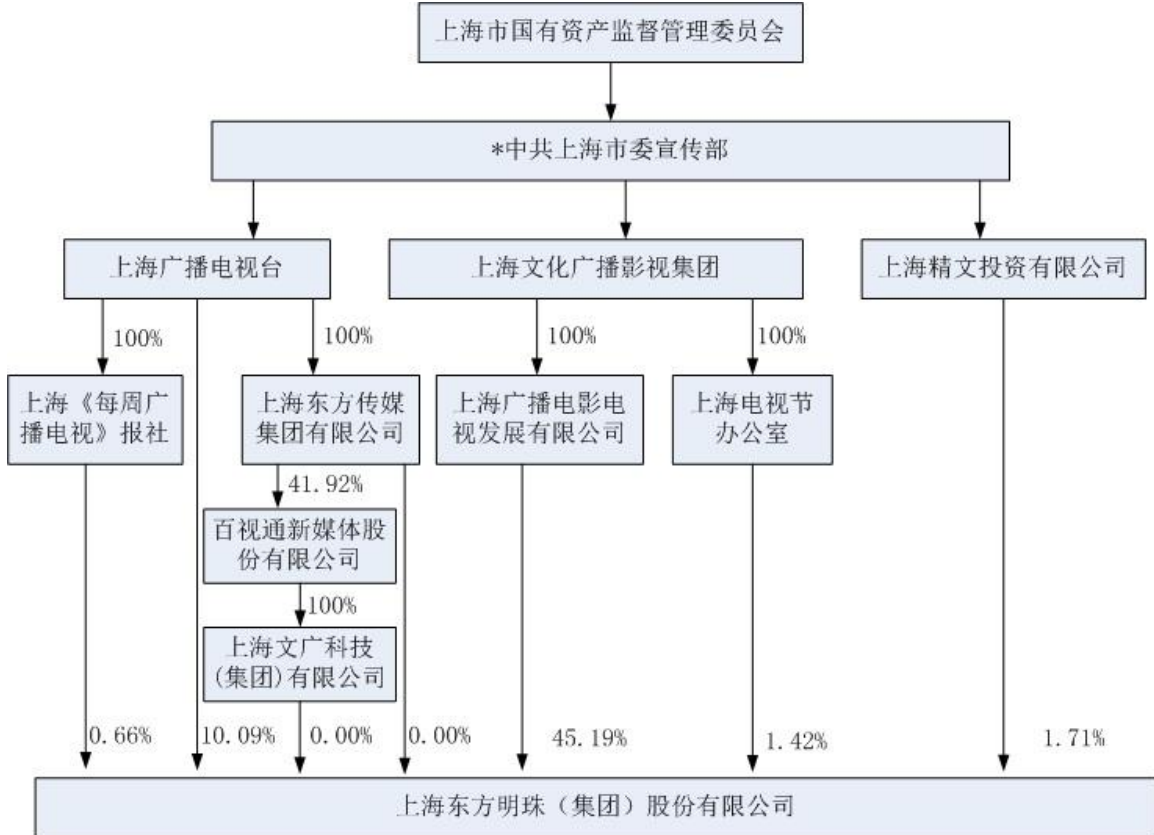 上海市国有资产监督管理委员会
*中共上海市委宣传部
上海广播电视台
上海文化广播影视集团
上海精文投资有限公司
100%
100%
100%
100%
上海《每周广
播电视》报社
上海东方传媒
集团有限公司
上海广播电影电
视发展有限公司
上海电视节
办公室
41.92%
百视通新媒体股
份有限公司
100%
上海文广科技
(集团)有限公司
0.66%
10.09%
0.00%
0.00%
45.19%
1.42%
1.71%
上海东方明珠（集团）股份有限公司